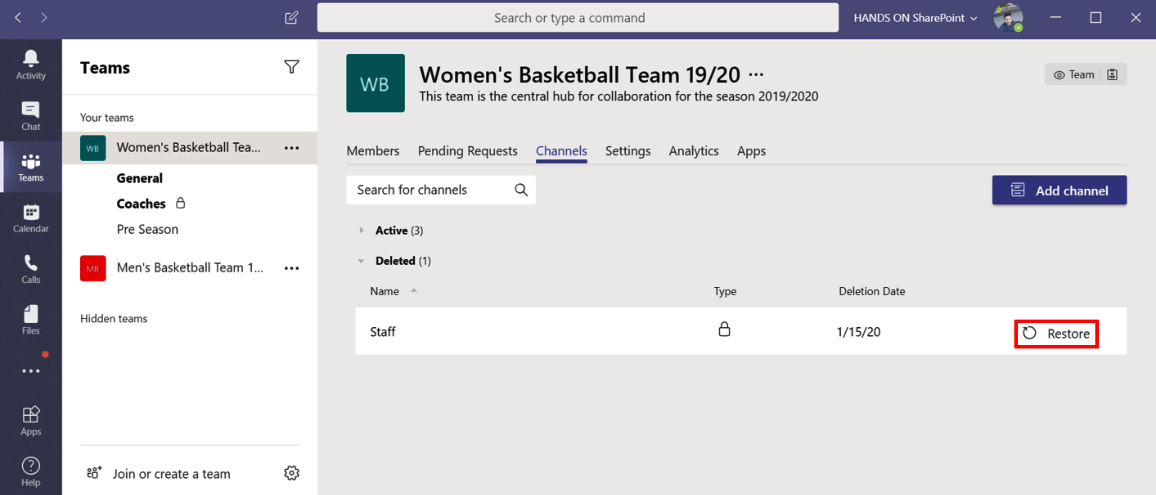 Search or type a command
HANDS ON SharePoint
Activity
Chat
Teams
Calendar
Calls
Files
Apps
Help
Teams
Your teams
WB Women's Basketball Tea...
General
Coaches
Pre Season
MB Men's Basketball Team 1...
Hidden teams
Join or create a team
WB
Women's Basketball Team 19/20 ...
This team is the central hub for collaboration for the season 2019/2020
Team
Members Pending Requests Channels Settings Analytics Apps
Search for channels
Add channel
Active (3)
Deleted (1)
Name Type Deletion Date
Staff 1/15/20 Restore